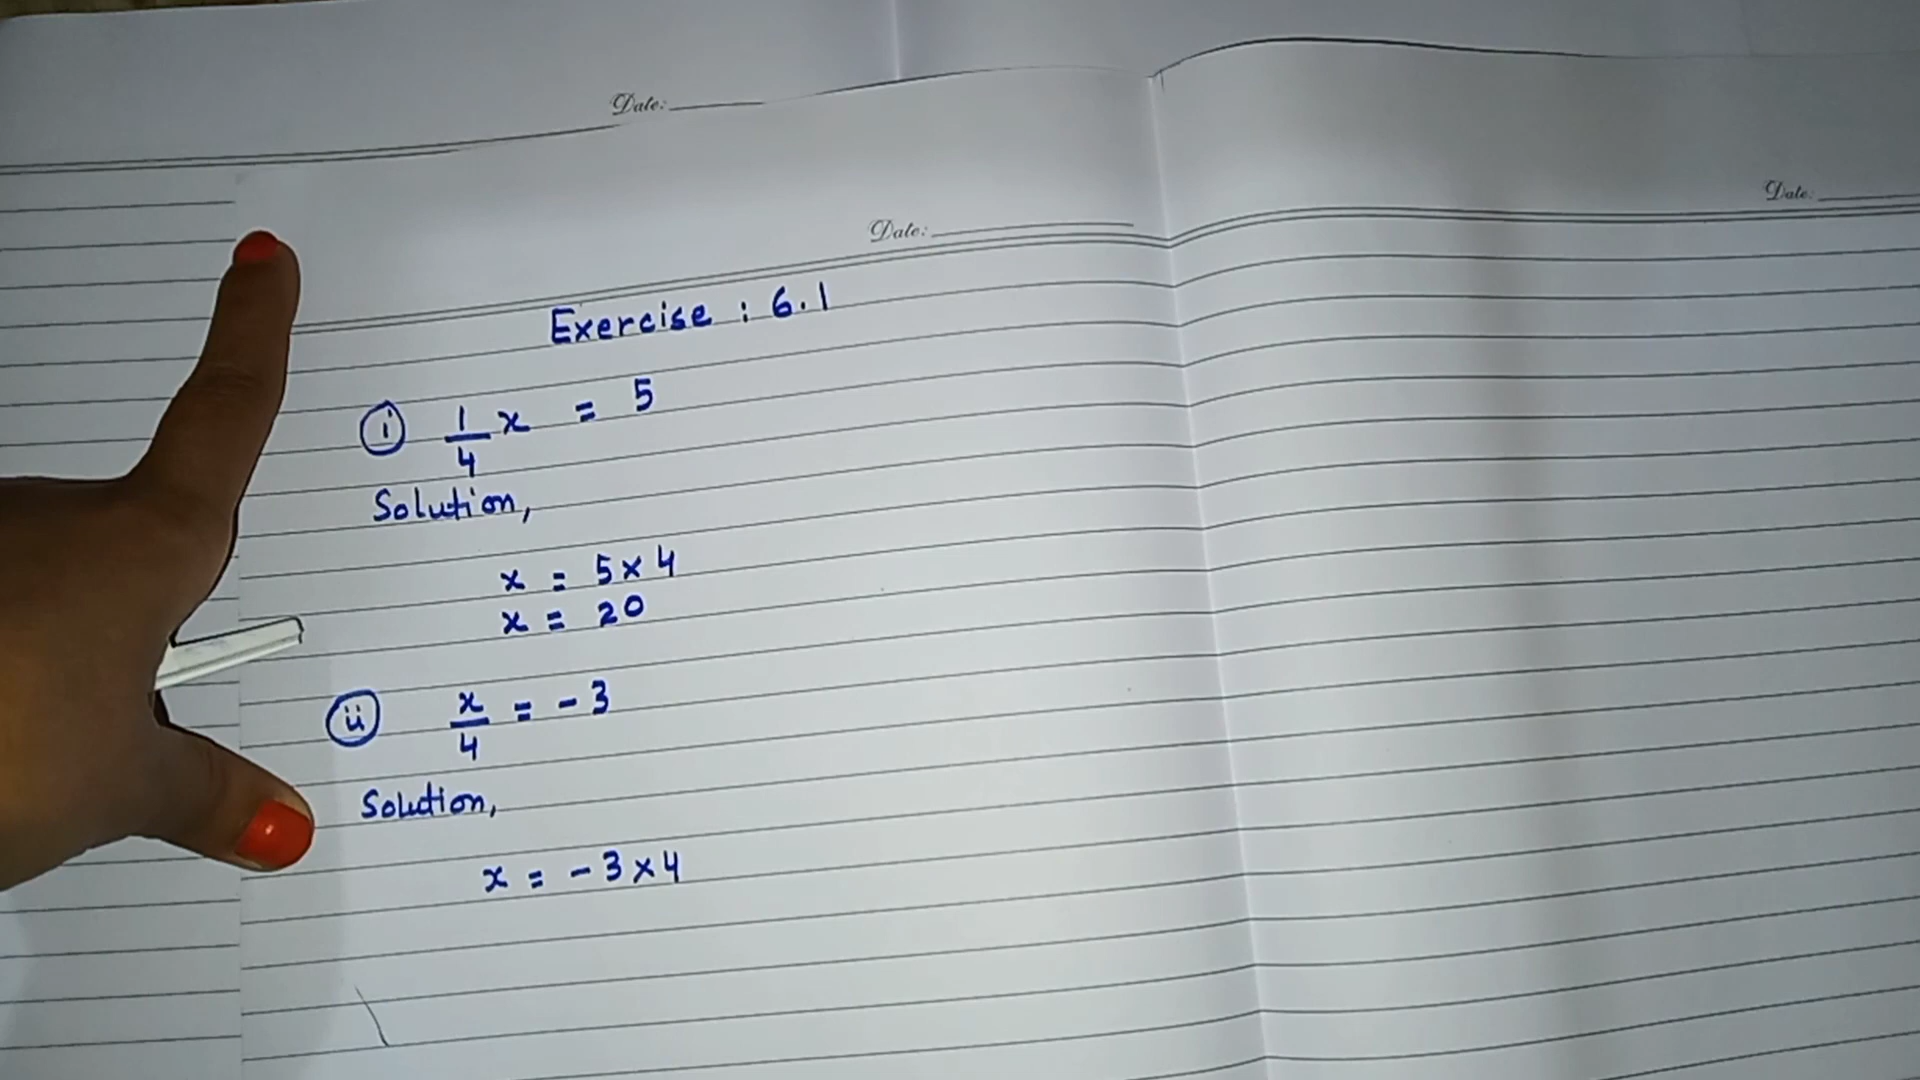 Date:
Date:
Date:
Exercise : 6.1
(i) 1/4 x = 5
Solution,
x = 5 × 4
x = 20
(ii) x/4 = - 3
Solution,
x = - 3 × 4